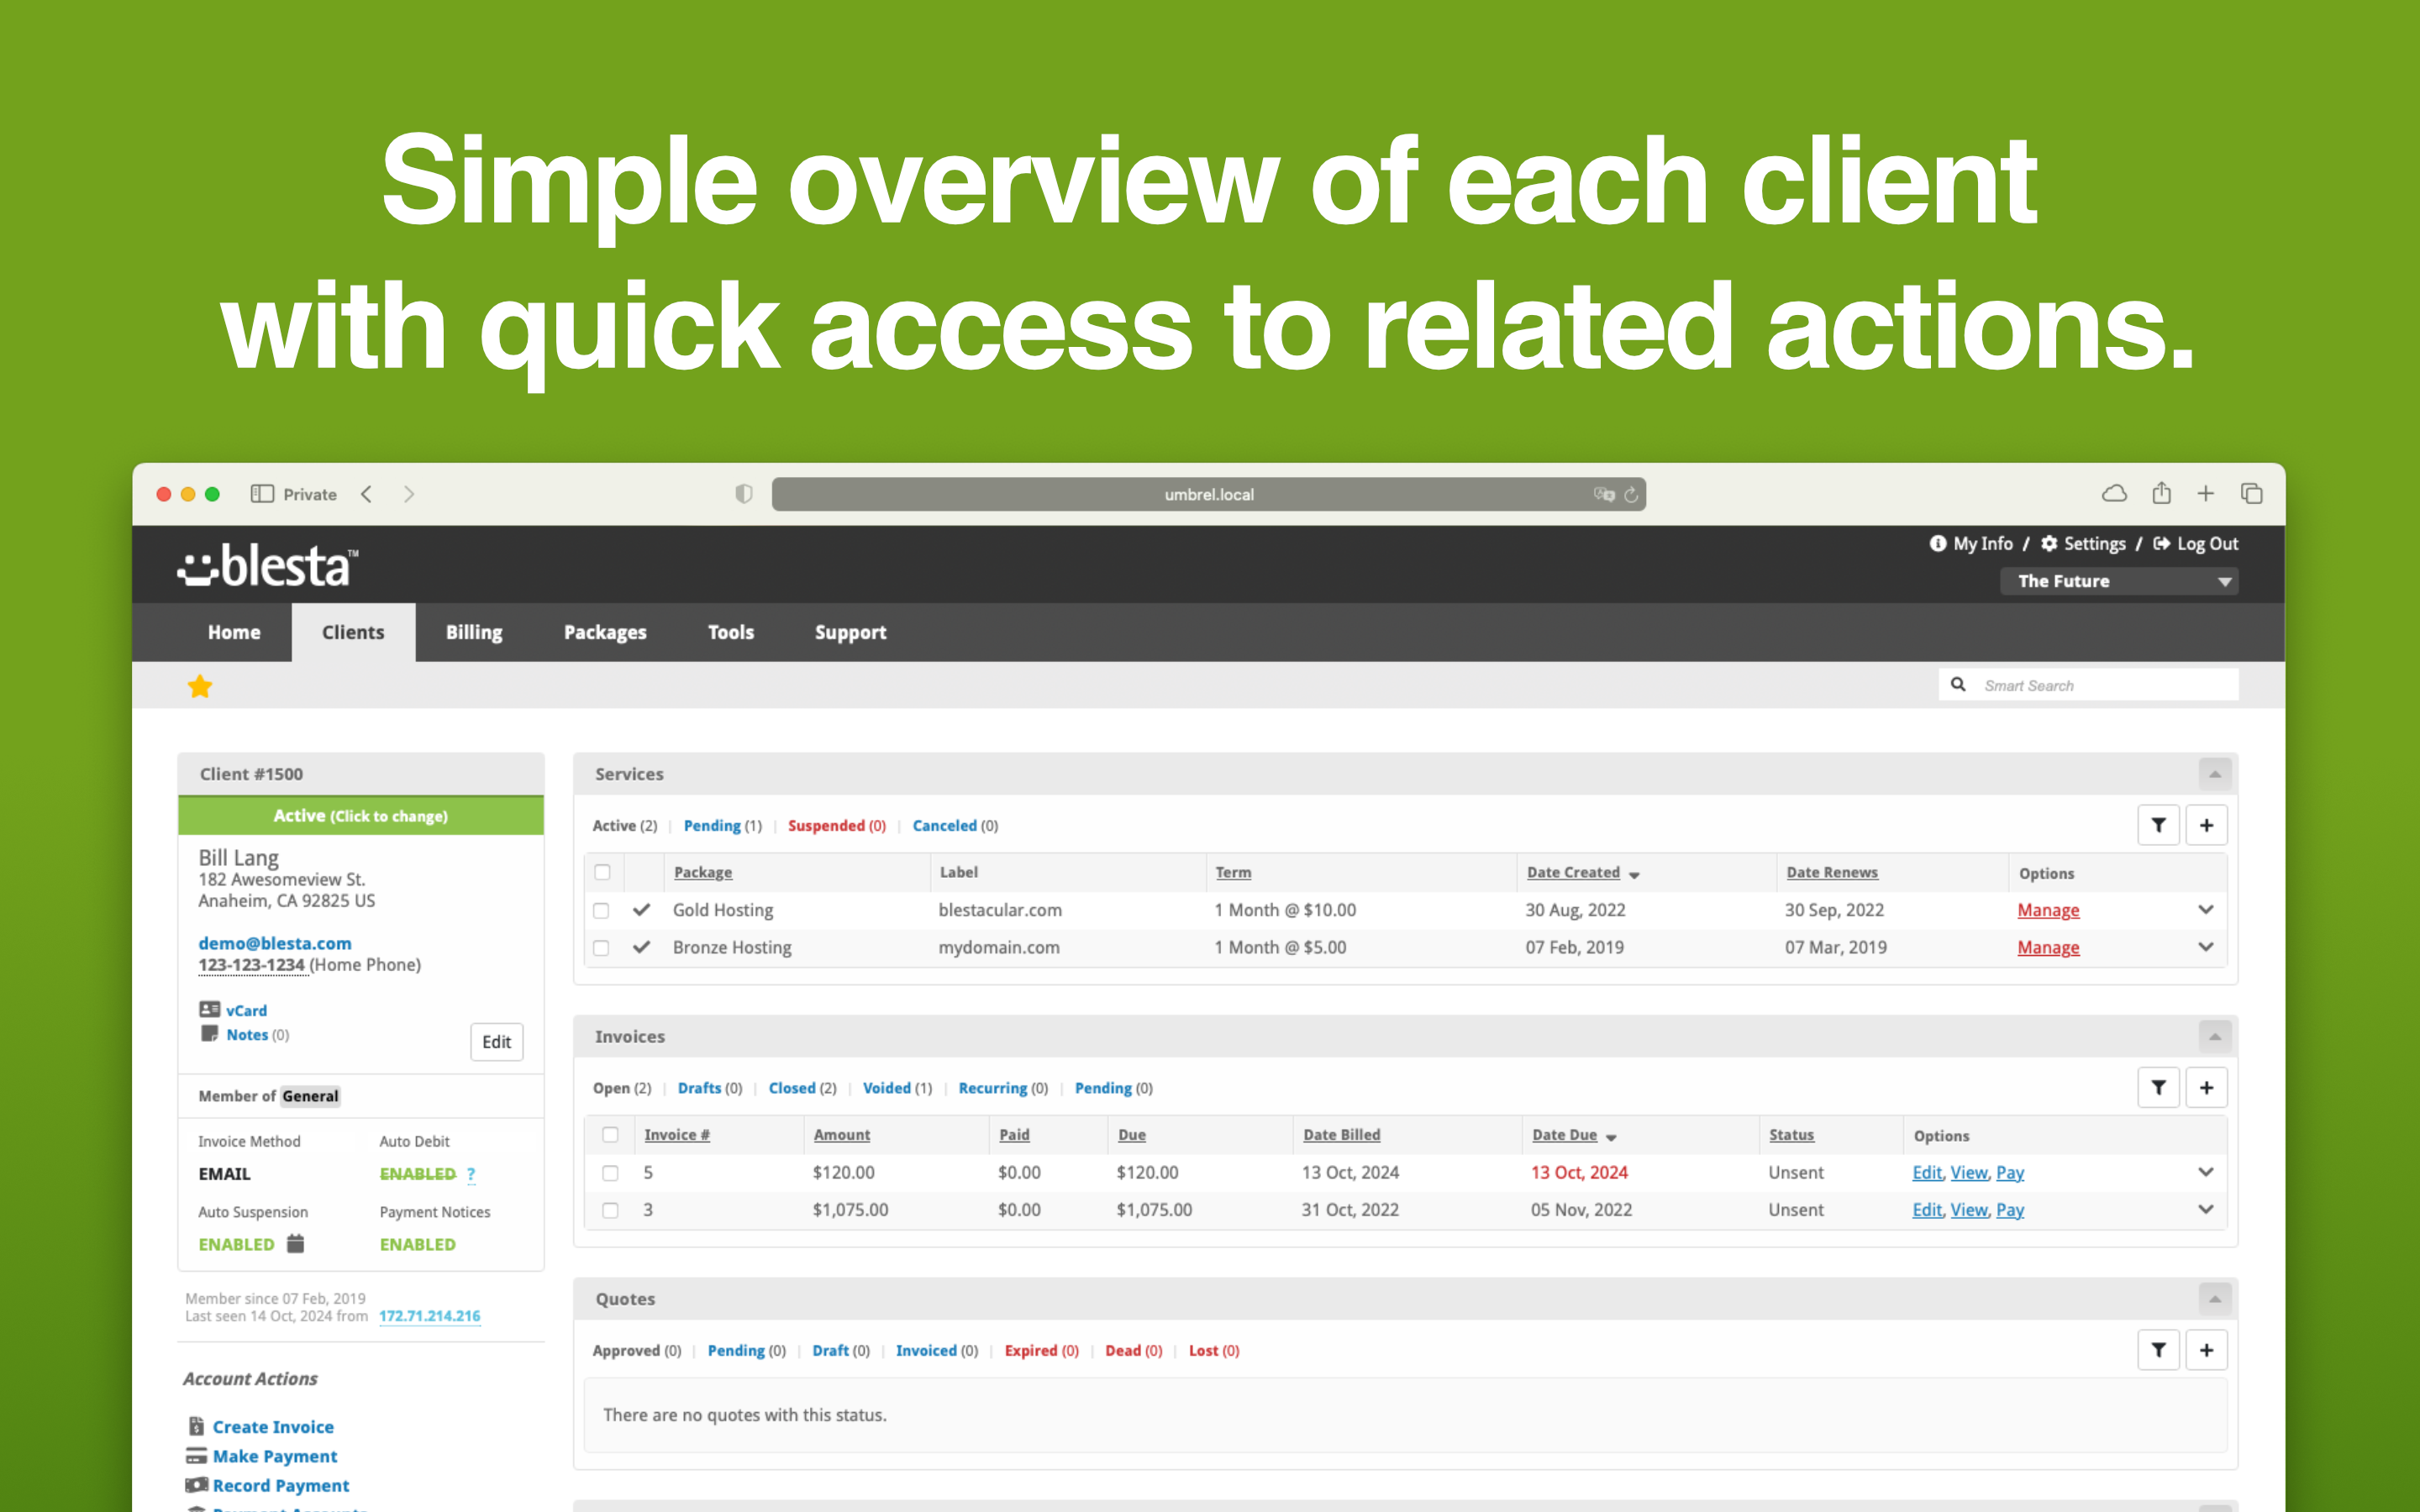 Simple overview of each client
with quick access to related actions.
Private
umbrel.local
blesta™
My Info / Settings / Log Out
The Future
Home Clients Billing Packages Tools Support
Smart Search
Client #1500
Active (Click to change)
Bill Lang
182 Awesomeview St.
Anaheim, CA 92825 US
demo@blesta.com
123-123-1234 (Home Phone)
vCard
Notes (0)
Edit
Member of General
Invoice Method Auto Debit
EMAIL ENABLED ?
Auto Suspension Payment Notices
ENABLED ENABLED
Member since 07 Feb, 2019
Last seen 14 Oct, 2024 from 172.71.214.216
Account Actions
Create Invoice
Make Payment
Record Payment
Services
Active (2) | Pending (1) | Suspended (0) | Canceled (0)
Package Label Term Date Created Date Renews Options
Gold Hosting blestacular.com 1 Month @ $10.00 30 Aug, 2022 30 Sep, 2022 Manage
Bronze Hosting mydomain.com 1 Month @ $5.00 07 Feb, 2019 07 Mar, 2019 Manage
Invoices
Open (2) | Drafts (0) | Closed (2) | Voided (1) | Recurring (0) | Pending (0)
Invoice # Amount Paid Due Date Billed Date Due Status Options
5 $120.00 $0.00 $120.00 13 Oct, 2024 13 Oct, 2024 Unsent Edit, View, Pay
3 $1,075.00 $0.00 $1,075.00 31 Oct, 2022 05 Nov, 2022 Unsent Edit, View, Pay
Quotes
Approved (0) | Pending (0) | Draft (0) | Invoiced (0) | Expired (0) | Dead (0) | Lost (0)
There are no quotes with this status.